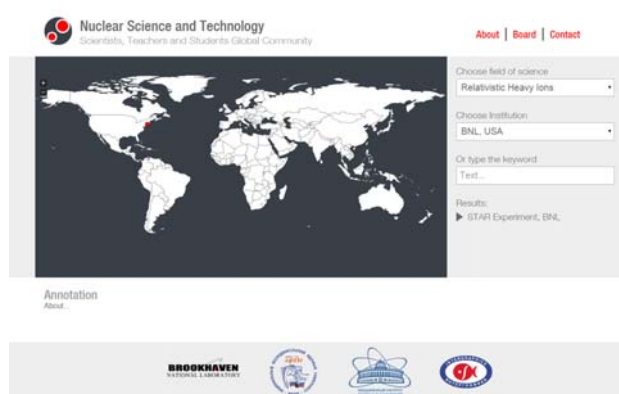 Nuclear Science and Technology
Scientists, Teachers and Students Global Community
About | Board | Contact
Choose field of science
Relativistic Heavy Ions
Choose Institution
BNL, USA
Or type the keyword
Text...
Results:
STAR Experiment, BNL
Annotation
About...
BROOKHAVEN
NATIONAL LABORATORY